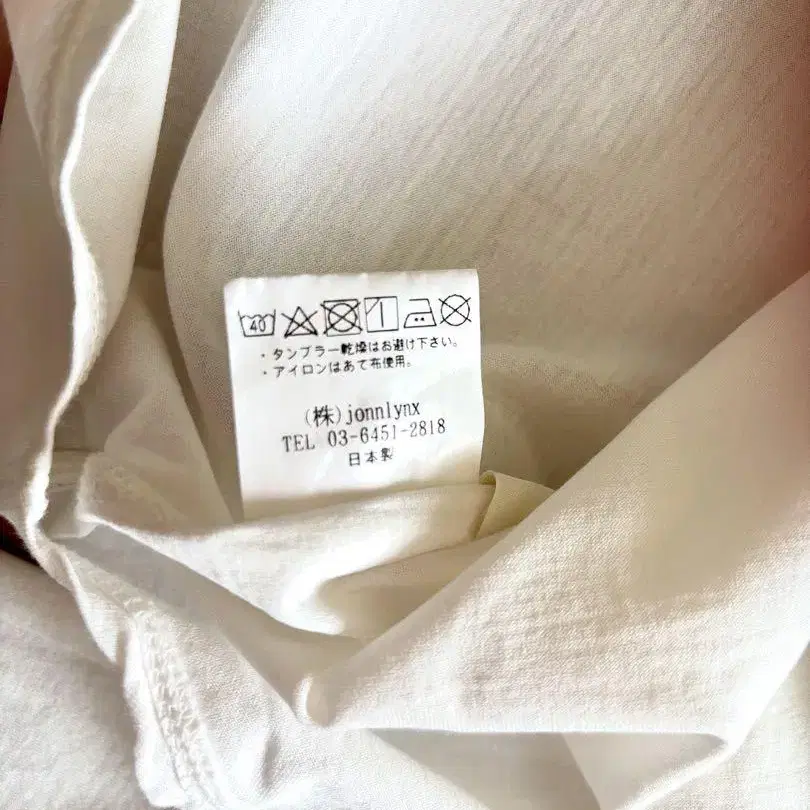 40
・タンブラー乾燥はお避け下さい。
・アイロンはあて布使用。
(株)jonnlynx
TEL 03-6451-2818
日本製